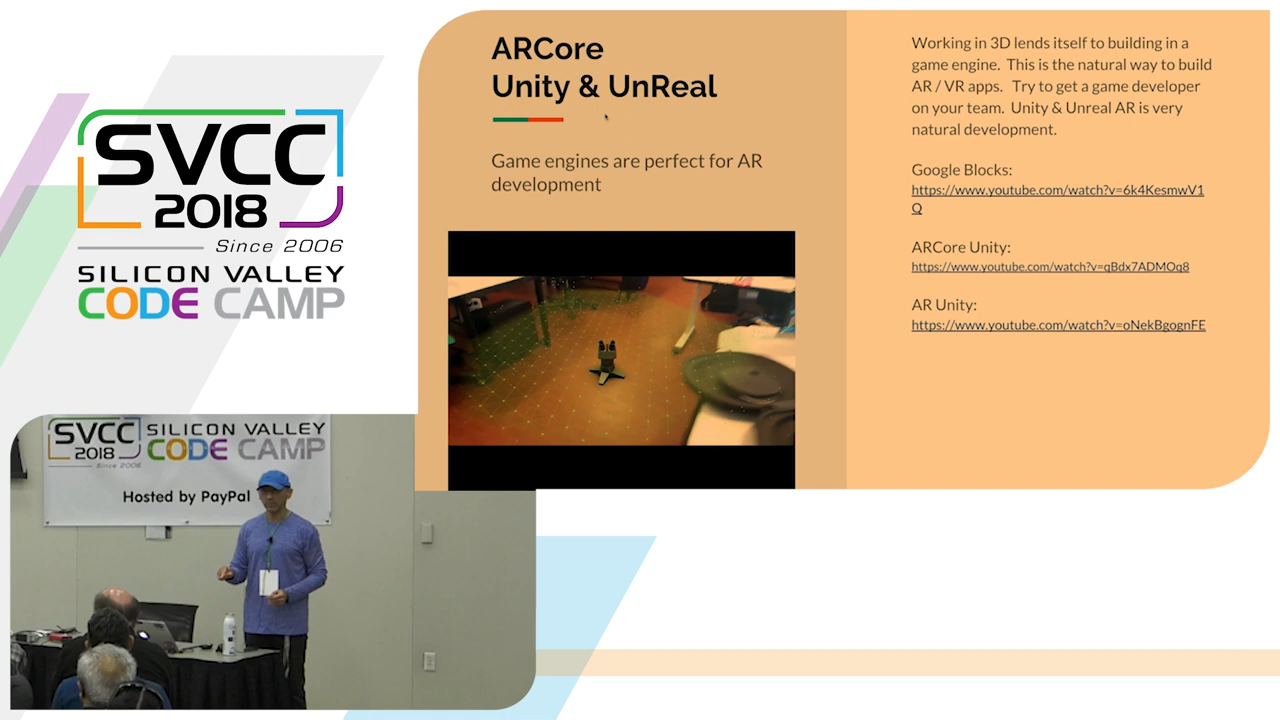 SVCC
2018
Since 2006
SILICON VALLEY
CODE CAMP
ARCore
Unity & UnReal
Game engines are perfect for AR
development
Working in 3D lends itself to building in a
game engine. This is the natural way to build
AR / VR apps. Try to get a game developer
on your team. Unity & Unreal AR is very
natural development.
Google Blocks:
https://www.youtube.com/watch?v=6k4KesmwV1
Q
ARCore Unity:
https://www.youtube.com/watch?v=qBdx7ADMOq8
AR Unity:
https://www.youtube.com/watch?v=oNekBgognFE
SVCC
2018
Since 2006
SILICON VALLEY
CODE CAMP
Hosted by PayPal